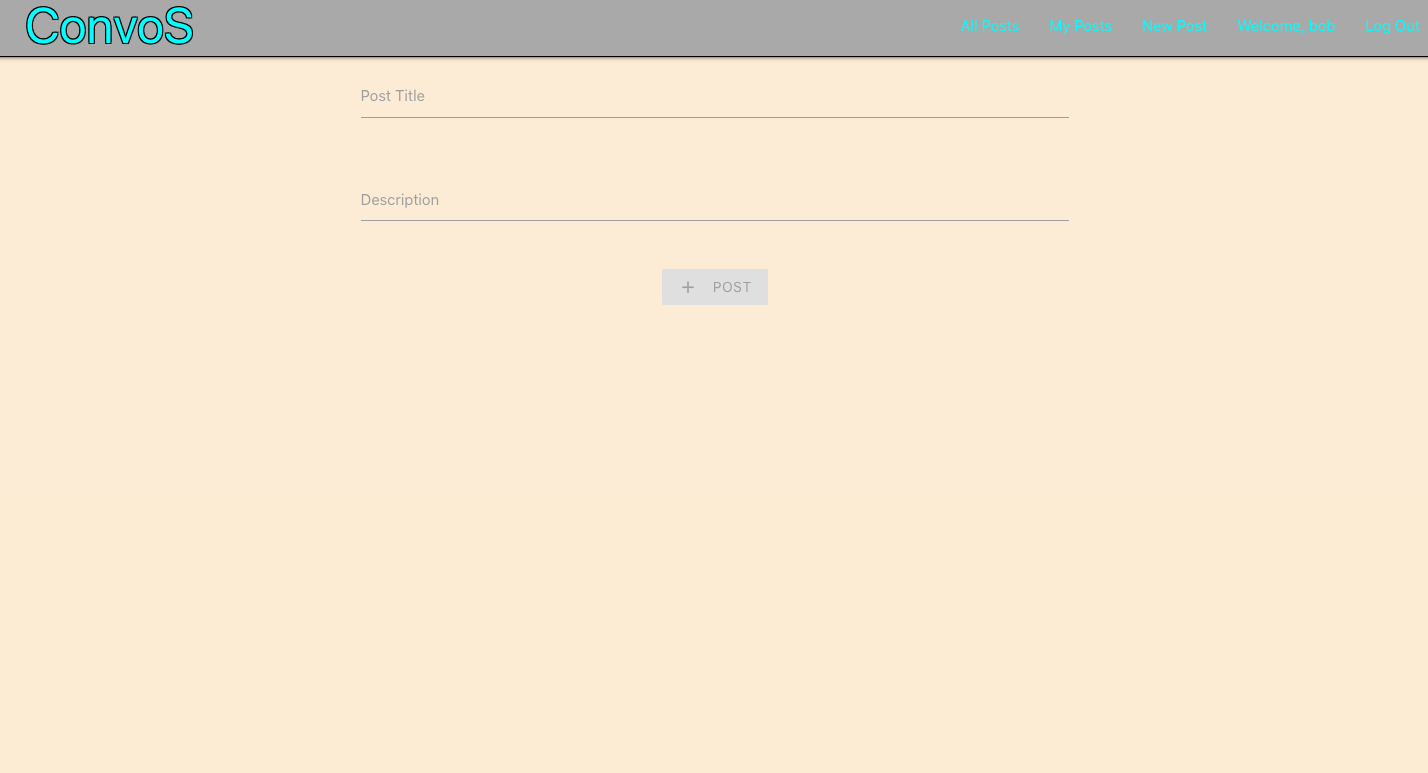 ConvoS
All Posts My Posts New Post Welcome, bob Log Out
Post Title
Description
+ POST